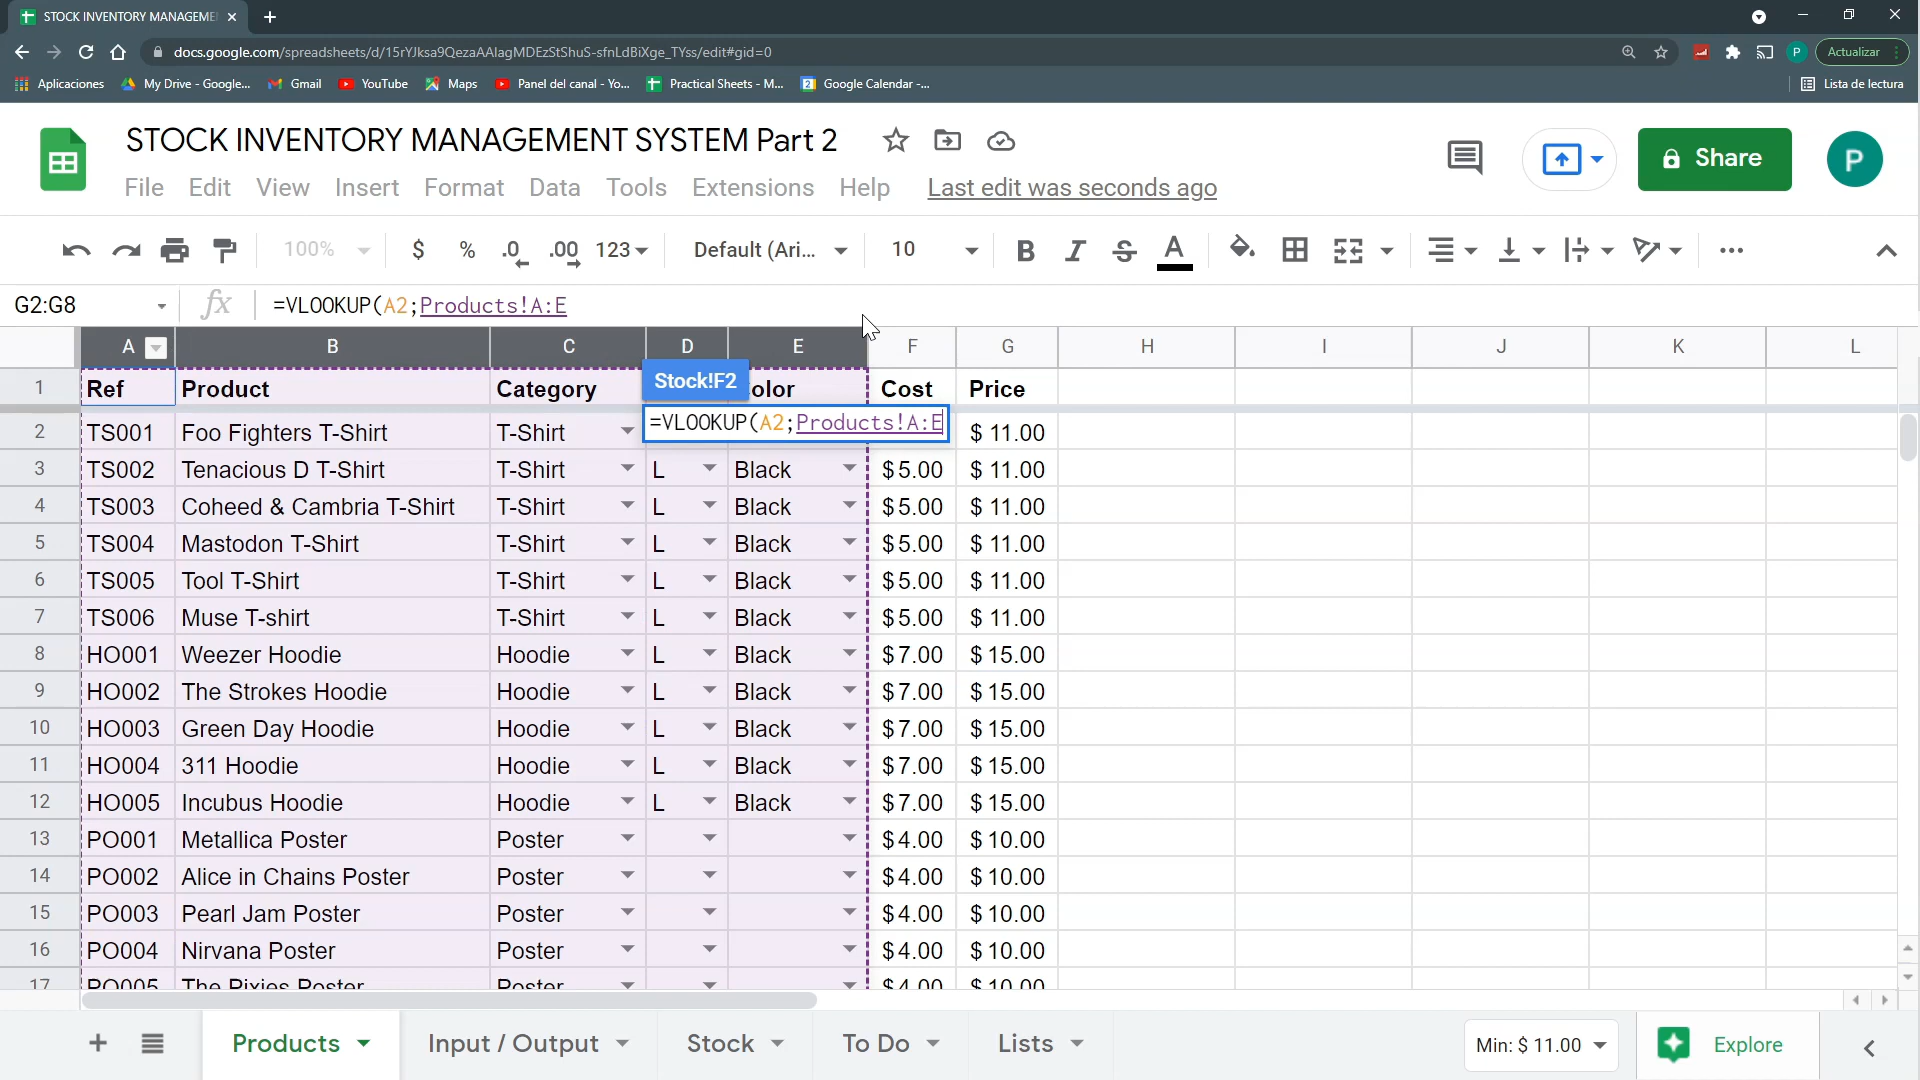 STOCK INVENTORY MANAGEME
docs.google.com/spreadsheets/d/15rYJksa9QezaAAlagMDEzStShuS-sfnLdBiXge_TYss/edit#gid=0
P Actualizar
Aplicaciones My Drive - Google... Gmail YouTube Maps Panel del canal - Yo... Practical Sheets - M... Google Calendar -... Lista de lectura
STOCK INVENTORY MANAGEMENT SYSTEM Part 2
File Edit View Insert Format Data Tools Extensions Help Last edit was seconds ago
Share P
100% $ % .0 .00 123 Default (Ari... 10 B I S A
G2:G8 fx =VLOOKUP(A2;Products!A:E
A B C D E F G H I J K L
1 Ref Product Category Stock!F2 olor Cost Price
=VLOOKUP(A2;Products!A:E
2 TS001 Foo Fighters T-Shirt T-Shirt $ 11.00
3 TS002 Tenacious D T-Shirt T-Shirt L Black $ 5.00 $ 11.00
4 TS003 Coheed & Cambria T-Shirt T-Shirt L Black $ 5.00 $ 11.00
5 TS004 Mastodon T-Shirt T-Shirt L Black $ 5.00 $ 11.00
6 TS005 Tool T-Shirt T-Shirt L Black $ 5.00 $ 11.00
7 TS006 Muse T-shirt T-Shirt L Black $ 5.00 $ 11.00
8 HO001 Weezer Hoodie Hoodie L Black $ 7.00 $ 15.00
9 HO002 The Strokes Hoodie Hoodie L Black $ 7.00 $ 15.00
10 HO003 Green Day Hoodie Hoodie L Black $ 7.00 $ 15.00
11 HO004 311 Hoodie Hoodie L Black $ 7.00 $ 15.00
12 HO005 Incubus Hoodie Hoodie L Black $ 7.00 $ 15.00
13 PO001 Metallica Poster Poster $ 4.00 $ 10.00
14 PO002 Alice in Chains Poster Poster $ 4.00 $ 10.00
15 PO003 Pearl Jam Poster Poster $ 4.00 $ 10.00
16 PO004 Nirvana Poster Poster $ 4.00 $ 10.00
17 PO005 The Pixies Poster Poster $ 4.00 $ 10.00
Products Input / Output Stock To Do Lists Min: $ 11.00 Explore